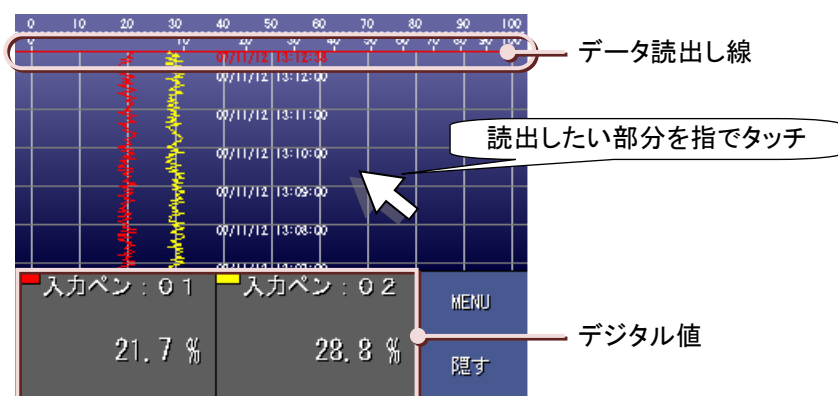 0 10 20 30 40 50 60 70 80 90 100
07/11/12 13:12:38
データ読出し線
07/11/12 13:12:00
07/11/12 13:11:00
読出したい部分を指でタッチ
07/11/12 13:10:00
07/11/12 13:09:00
07/11/12 13:08:00
入力ペン:01
入力ペン:02
MENU
21.7 %
28.8 %
デジタル値
隠す